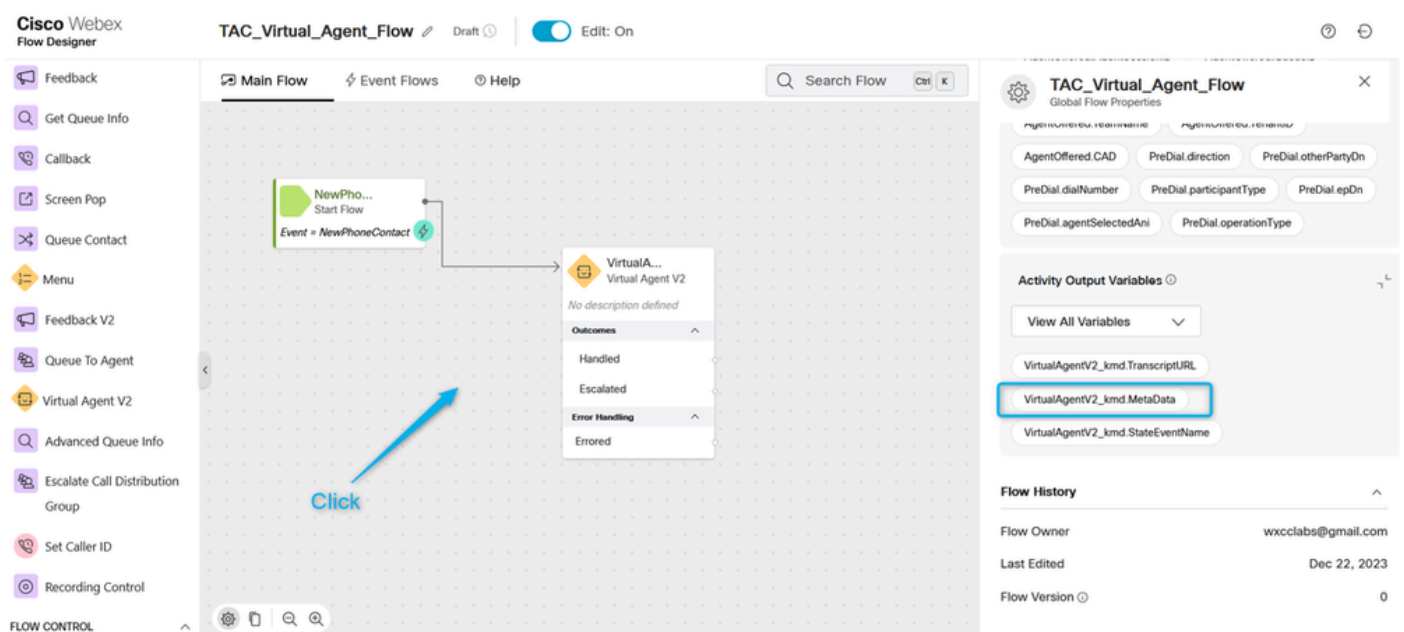 Cisco Webex
Flow Designer
TAC_Virtual_Agent_Flow
Draft
Edit: On
Feedback
Get Queue Info
Callback
Screen Pop
Queue Contact
Menu
Feedback V2
Queue To Agent
Virtual Agent V2
Advanced Queue Info
Escalate Call Distribution
Group
Set Caller ID
Recording Control
FLOW CONTROL
Main Flow
Event Flows
Help
Search Flow
Ctrl K
NewPho...
Start Flow
Event = NewPhoneContact
VirtualA...
Virtual Agent V2
No description defined
Outcomes
Handled
Escalated
Error Handling
Errored
Click
TAC_Virtual_Agent_Flow
Global Flow Properties
AgentOffered.TeamName AgentOffered.TenantID
AgentOffered.CAD PreDial.direction PreDial.otherPartyDn
PreDial.dialNumber PreDial.participantType PreDial.epDn
PreDial.agentSelectedAni PreDial.operationType
Activity Output Variables
View All Variables
VirtualAgentV2_kmd.TranscriptURL
VirtualAgentV2_kmd.MetaData
VirtualAgentV2_kmd.StateEventName
Flow History
Flow Owner wxcclabs@gmail.com
Last Edited Dec 22, 2023
Flow Version 0